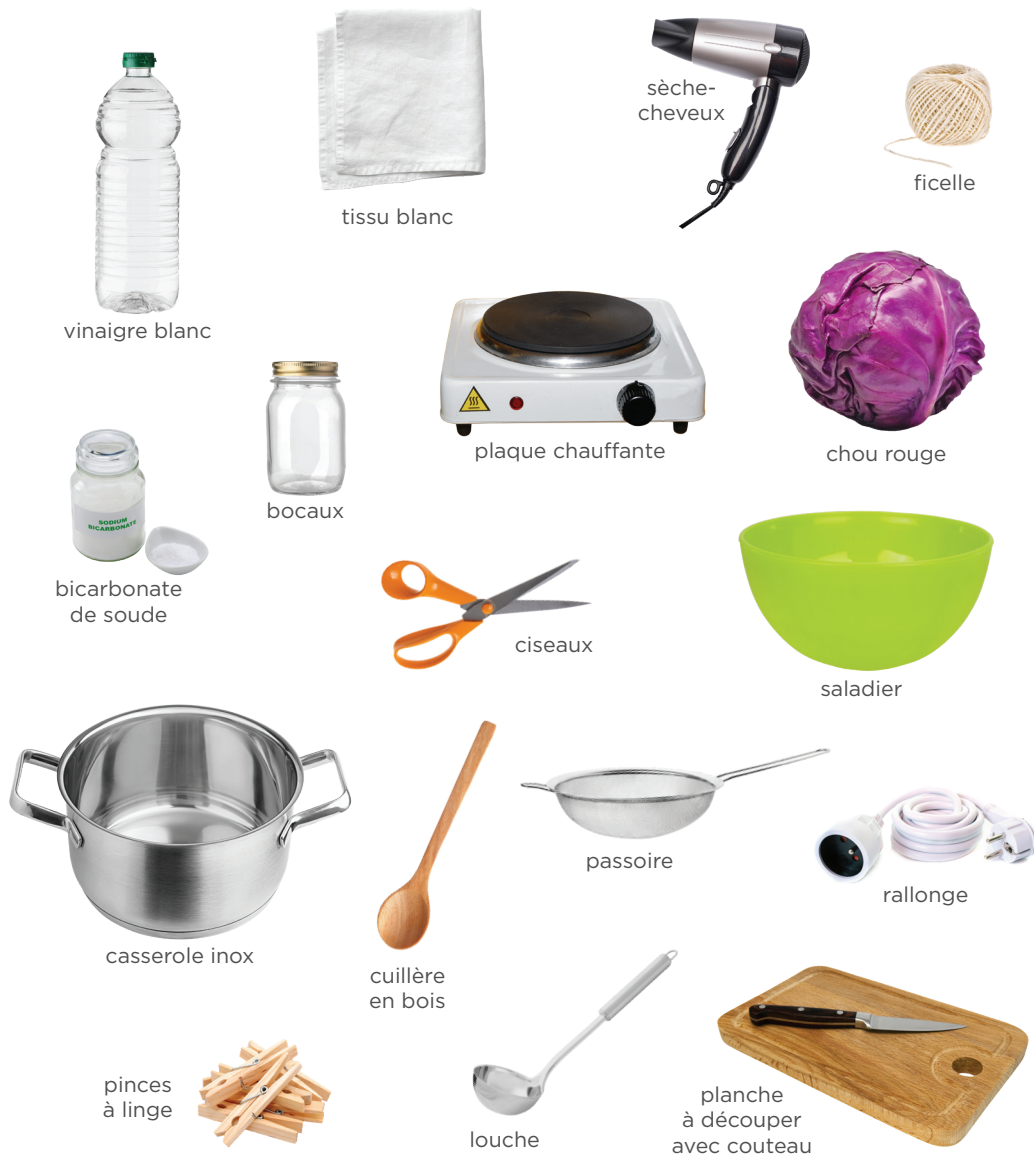 sèche-
cheveux
ficelle
tissu blanc
vinaigre blanc
plaque chauffante
chou rouge
bocaux
SODIUM
BICARBONATE
bicarbonate
de soude
ciseaux
saladier
passoire
rallonge
casserole inox
cuillère
en bois
pinces
à linge
louche
planche
à découper
avec couteau